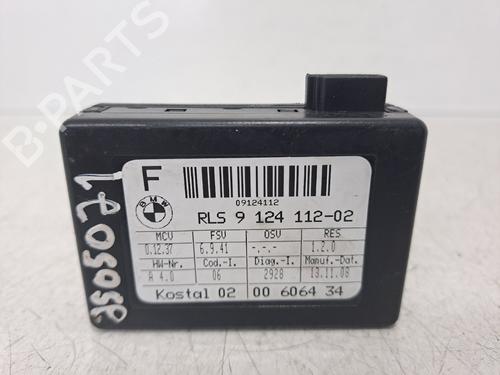 B-PARTS
F
BMW
09124112
RLS 9 124 112-02
MCV FSV OSV RES
0.12.37 6.9.41 -.-.- 1.2.0
HW-Nr. Cod.-I. Diag.-I. Manuf.-Dat.
A 4.0 06 2928 13.11.08
Kostal 02 00 6064 34